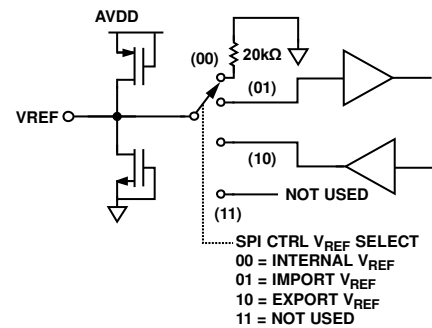 AVDD
(00)
20kΩ
(01)
VREF
(10)
NOT USED
(11)
SPI CTRL VREF SELECT
00 = INTERNAL VREF
01 = IMPORT VREF
10 = EXPORT VREF
11 = NOT USED